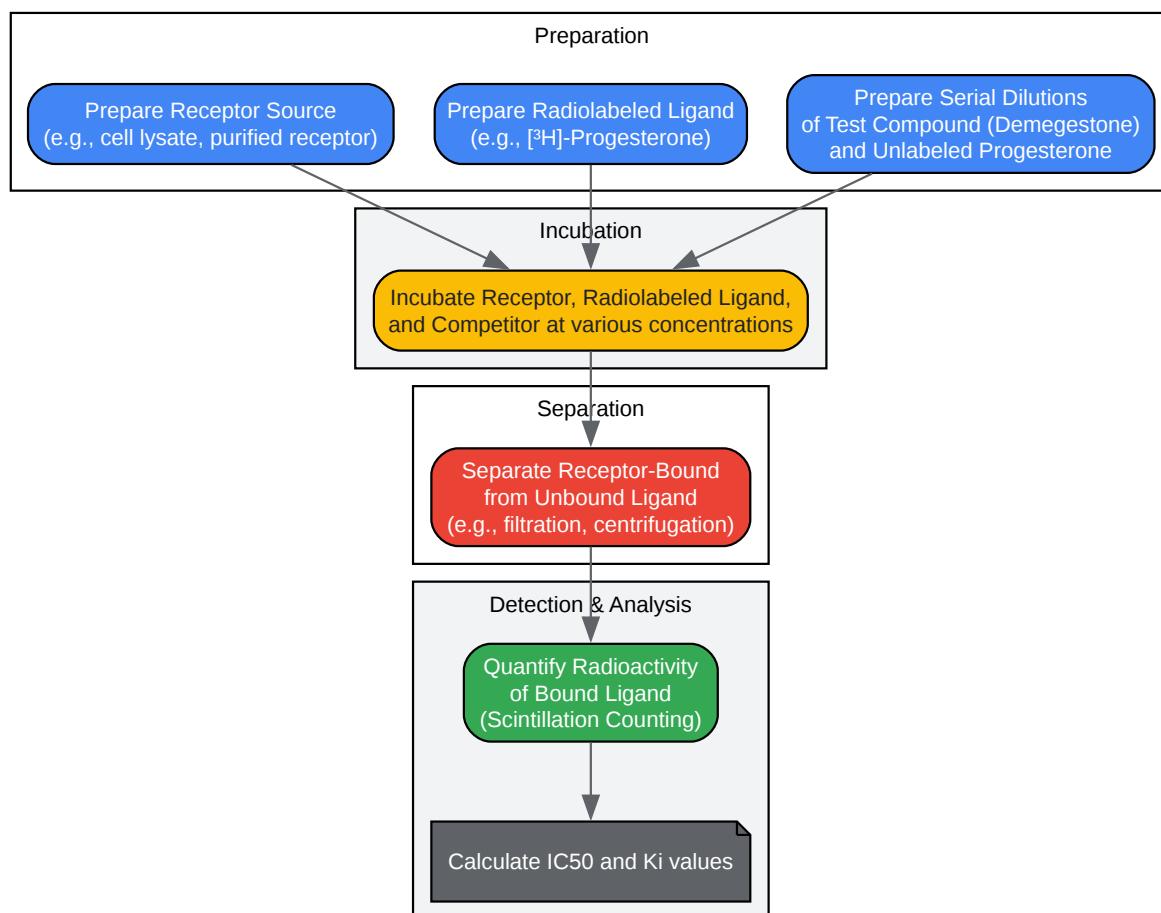 Preparation
Prepare Receptor Source
(e.g., cell lysate, purified receptor)
Prepare Radiolabeled Ligand
(e.g., [³H]-Progesterone)
Prepare Serial Dilutions
of Test Compound (Demegestone)
and Unlabeled Progesterone
Incubation
Incubate Receptor, Radiolabeled Ligand,
and Competitor at various concentrations
Separation
Separate Receptor-Bound
from Unbound Ligand
(e.g., filtration, centrifugation)
Detection & Analysis
Quantify Radioactivity
of Bound Ligand
(Scintillation Counting)
Calculate IC50 and Ki values